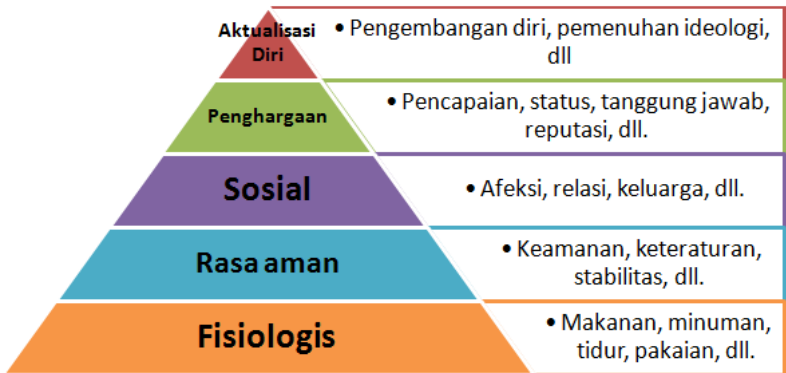 Aktualisasi
Diri
• Pengembangan diri, pemenuhan ideologi,
dll
Penghargaan
• Pencapaian, status, tanggung jawab,
reputasi, dll.
Sosial
• Afeksi, relasi, keluarga, dll.
Rasa aman
• Keamanan, keteraturan,
stabilitas, dll.
Fisiologis
• Makanan, minuman,
tidur, pakaian, dll.